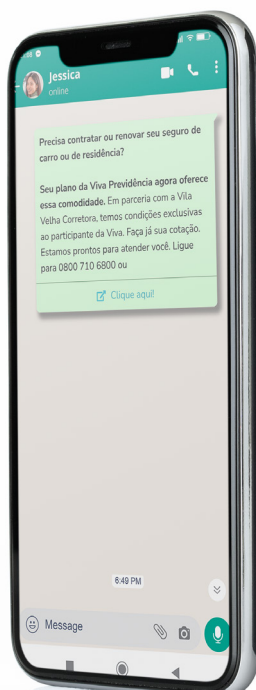 Jessica
online
Precisa contratar ou renovar seu seguro de
carro ou de residência?
Seu plano da Viva Previdência agora oferece
essa comodidade. Em parceria com a Vila
Velha Corretora, temos condições exclusivas
ao participante da Viva. Faça já sua cotação.
Estamos prontos para atender você. Ligue
para 0800 710 6800 ou
Clique aqui!
6:49 PM
Message